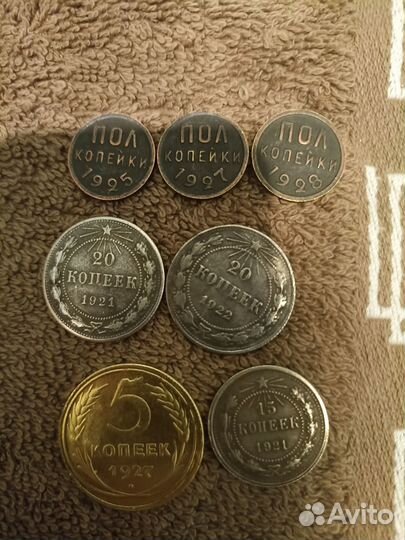 ПОЛ
КОПЕЙКИ
1925
ПОЛ
КОПЕЙКИ
1927
ПОЛ
КОПЕЙКИ
1928
20
КОПЕЕК
1921
20
КОПЕЕК
1922
5
КОПЕЕК
1927
15
КОПЕЕК
1921
Avito